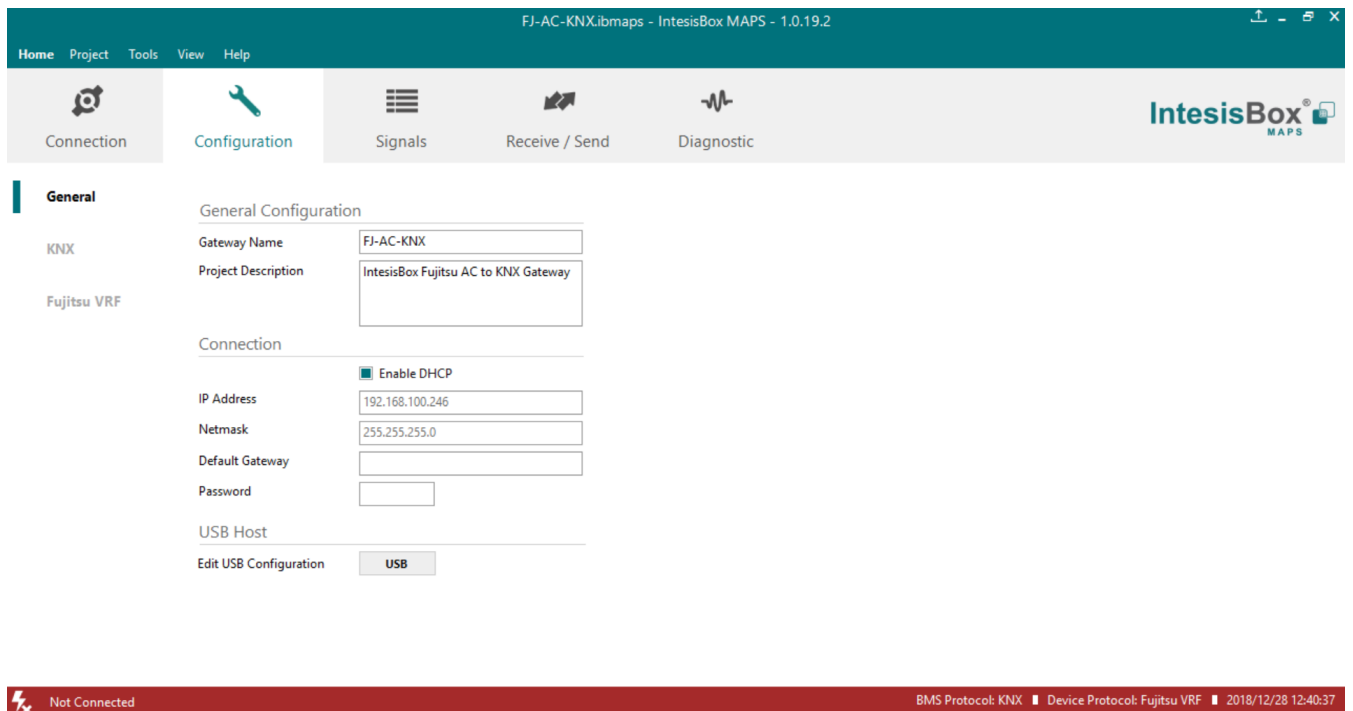 FJ-AC-KNX.ibmaps - IntesisBox MAPS - 1.0.19.2
Home Project Tools View Help
Connection Configuration Signals Receive / Send Diagnostic
IntesisBox®
MAPS
General
KNX
Fujitsu VRF
General Configuration
Gateway Name FJ-AC-KNX
Project Description IntesisBox Fujitsu AC to KNX Gateway
Connection
Enable DHCP
IP Address 192.168.100.246
Netmask 255.255.255.0
Default Gateway
Password
USB Host
Edit USB Configuration USB
Not Connected BMS Protocol: KNX Device Protocol: Fujitsu VRF 2018/12/28 12:40:37